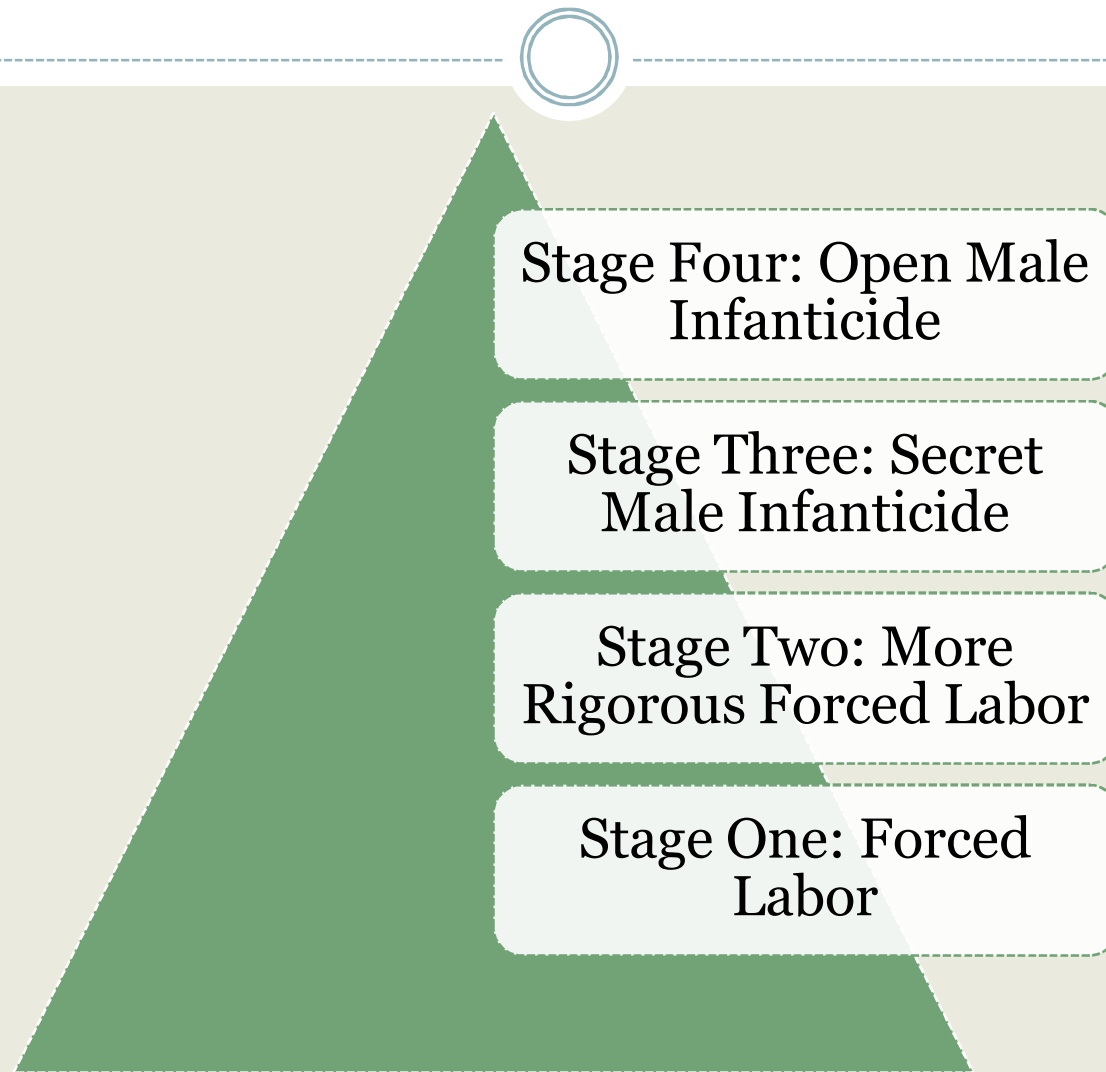 Stage Four: Open Male
Infanticide
Stage Three: Secret
Male Infanticide
Stage Two: More
Rigorous Forced Labor
Stage One: Forced
Labor